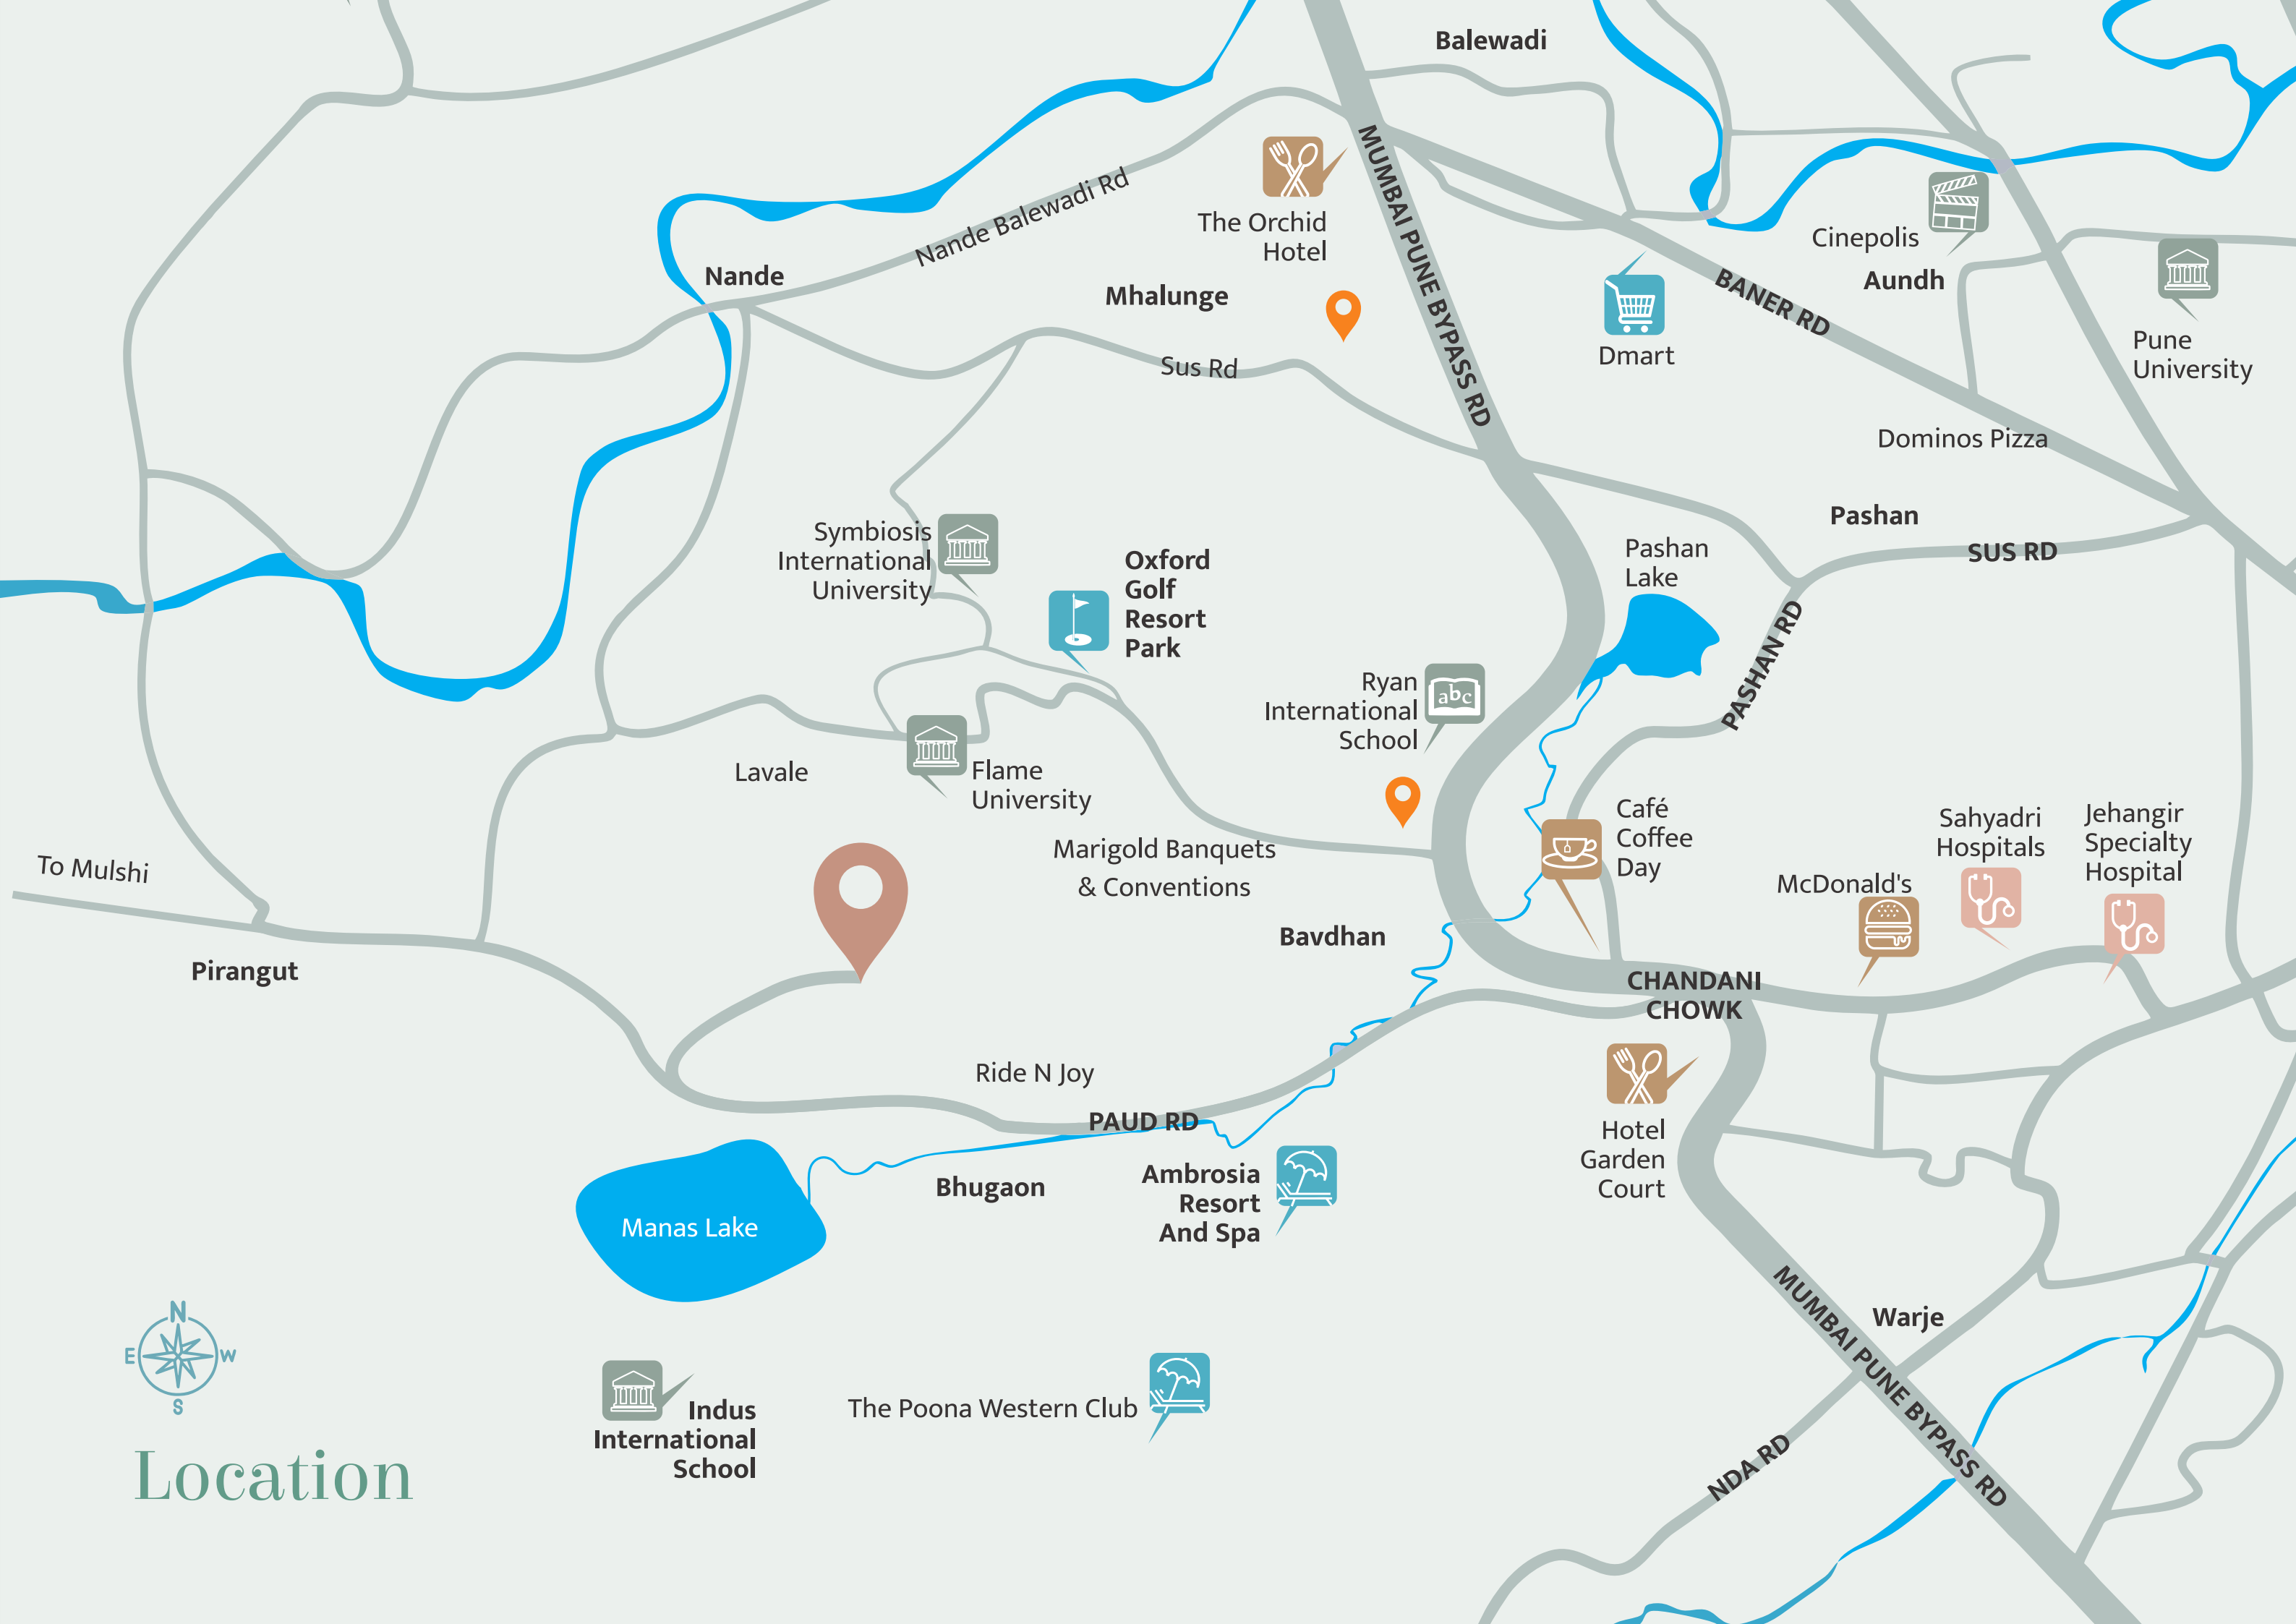 Balewadi
MUMBAI PUNE BYPASS RD
Nande Balewadi Rd
The Orchid
Hotel
Cinepolis
Aundh
BANER RD
Nande
Mhalunge
Dmart
Pune
University
Sus Rd
Dominos Pizza
Pashan
SUS RD
Symbiosis
International
University
Oxford
Golf
Resort
Park
Pashan
Lake
PASHAN RD
Ryan
International
School
abc
Lavale
Flame
University
Marigold Banquets
& Conventions
Café
Coffee
Day
Sahyadri
Hospitals
Jehangir
Specialty
Hospital
McDonald's
To Mulshi
Pirangut
Bavdhan
CHANDANI
CHOWK
Ride N Joy
PAUD RD
Hotel
Garden
Court
Bhugaon
Ambrosia
Resort
And Spa
Manas Lake
MUMBAI PUNE BYPASS RD
Warje
N
E
W
S
Indus
International
School
The Poona Western Club
NDA RD
Location